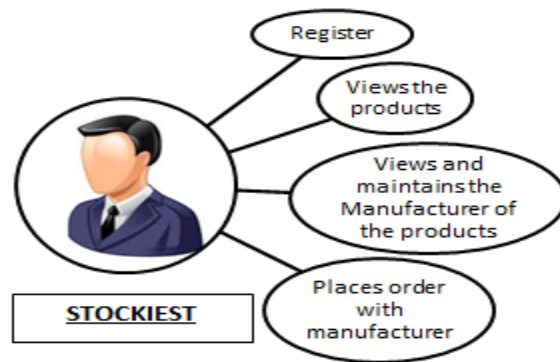 Register
Views the
products
Views and
maintains the
Manufacturer of
the products
Places order
with
manufacturer
STOCKIEST